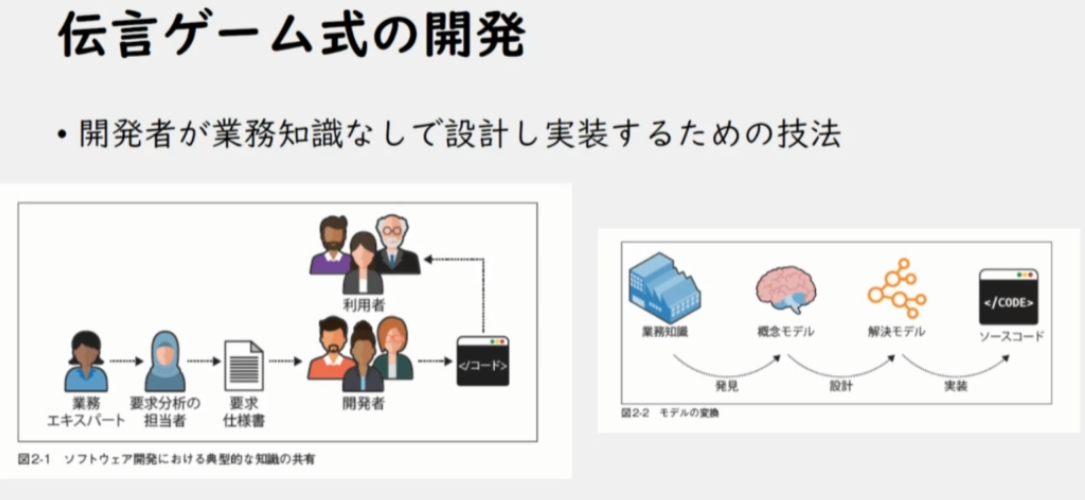 伝言ゲーム式の開発
• 開発者が業務知識なしで設計し実装するための技法
利用者
</コード>
業務
エキスパート
要求分析の
担当者
要求
仕様書
開発者
図2-1 ソフトウェア開発における典型的な知識の共有
</CODE>
業務知識
概念モデル
解決モデル
ソースコード
発見
設計
実装
図2-2 モデルの変換